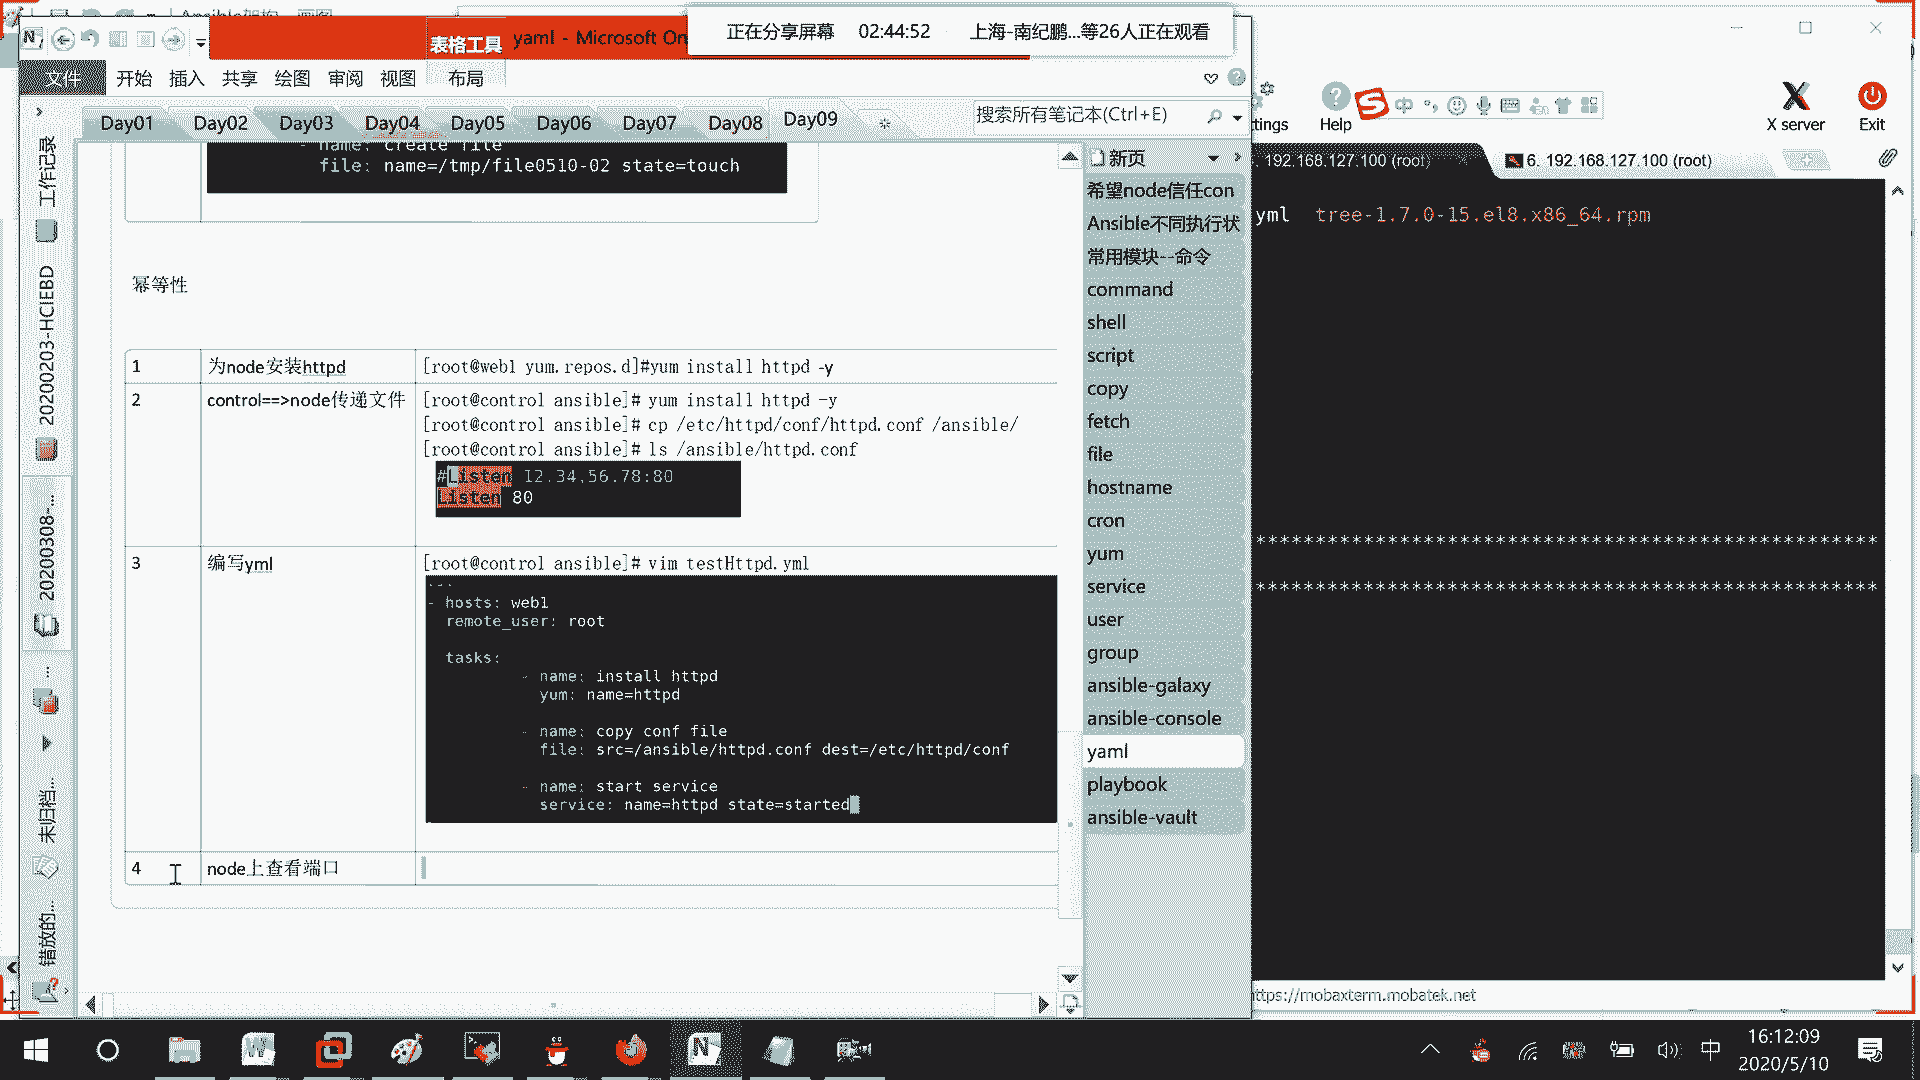 yaml - Microsoft On
表格工具
正在分享屏幕 02:44:52 上海-南纪鹏...等26人正在观看
文件 开始 插入 共享 绘图 审阅 视图 布局
Day01 Day02 Day03 Day04 Day05 Day06 Day07 Day08 Day09
搜索所有笔记本(Ctrl+E)
工作记录
20200203-HCIEBD
20200308-...
...
未归档...
错放的...
- name: create file
file: name=/tmp/file0510-02 state=touch
幂等性
1 为node安装httpd [root@web1 yum.repos.d]#yum install httpd -y
2 control==>node传递文件 [root@control ansible]# yum install httpd -y
[root@control ansible]# cp /etc/httpd/conf/httpd.conf /ansible/
[root@control ansible]# ls /ansible/httpd.conf
#Listen 12.34.56.78:80
Listen 80
3 编写yml [root@control ansible]# vim testHttpd.yml
---
- hosts: web1
remote_user: root
tasks:
- name: install httpd
yum: name=httpd
- name: copy conf file
file: src=/ansible/httpd.conf dest=/etc/httpd/conf
- name: start service
service: name=httpd state=started
4 node上查看端口
新页
希望node信任con
Ansible不同执行状
常用模块--命令
command
shell
script
copy
fetch
file
hostname
cron
yum
service
user
group
ansible-galaxy
ansible-console
yaml
playbook
ansible-vault
ttings Help X server Exit
中
. 192.168.127.100 (root) 6. 192.168.127.100 (root)
yml tree-1.7.0-15.el8.x86_64.rpm
ttps://mobaxterm.mobatek.net
中
16:12:09
2020/5/10